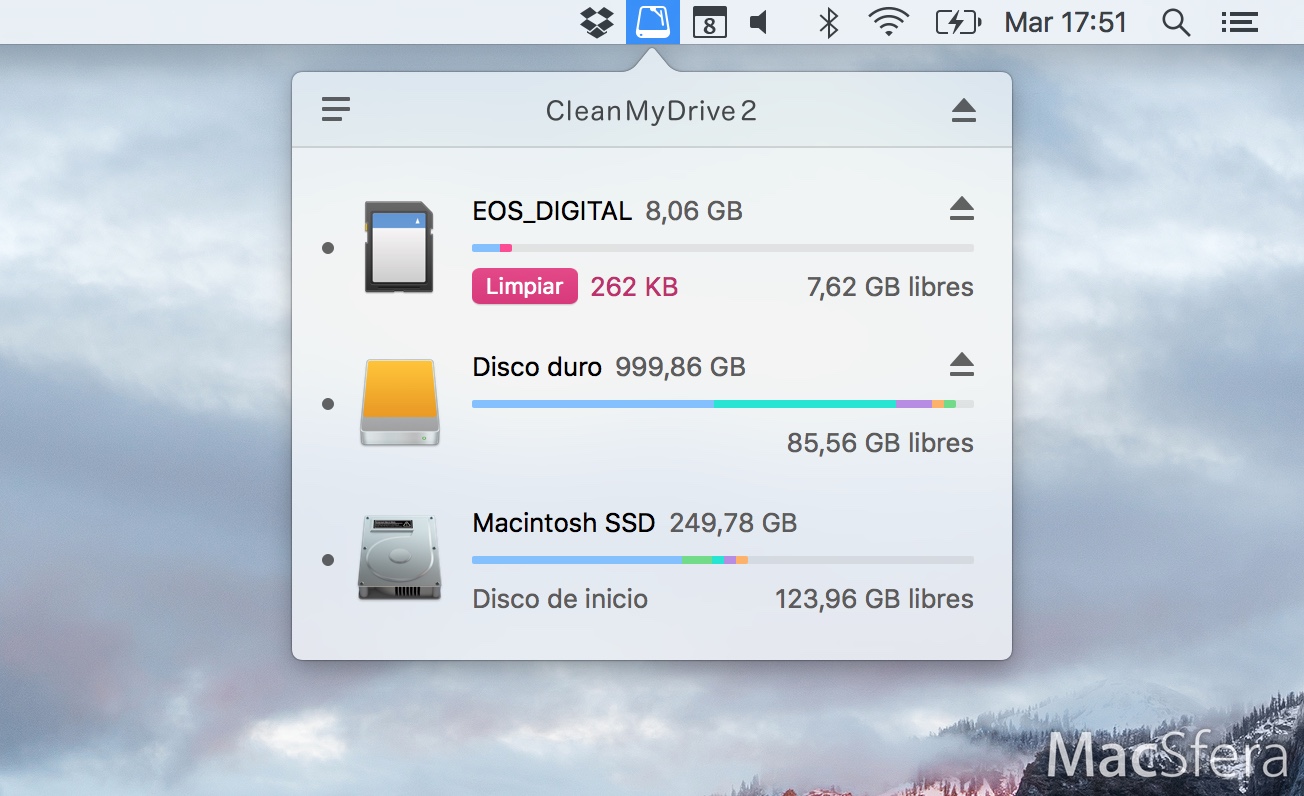 8
Mar 17:51
CleanMyDrive 2
EOS_DIGITAL 8,06 GB
Limpiar 262 KB 7,62 GB libres
Disco duro 999,86 GB
85,56 GB libres
Macintosh SSD 249,78 GB
Disco de inicio 123,96 GB libres
MacSfera